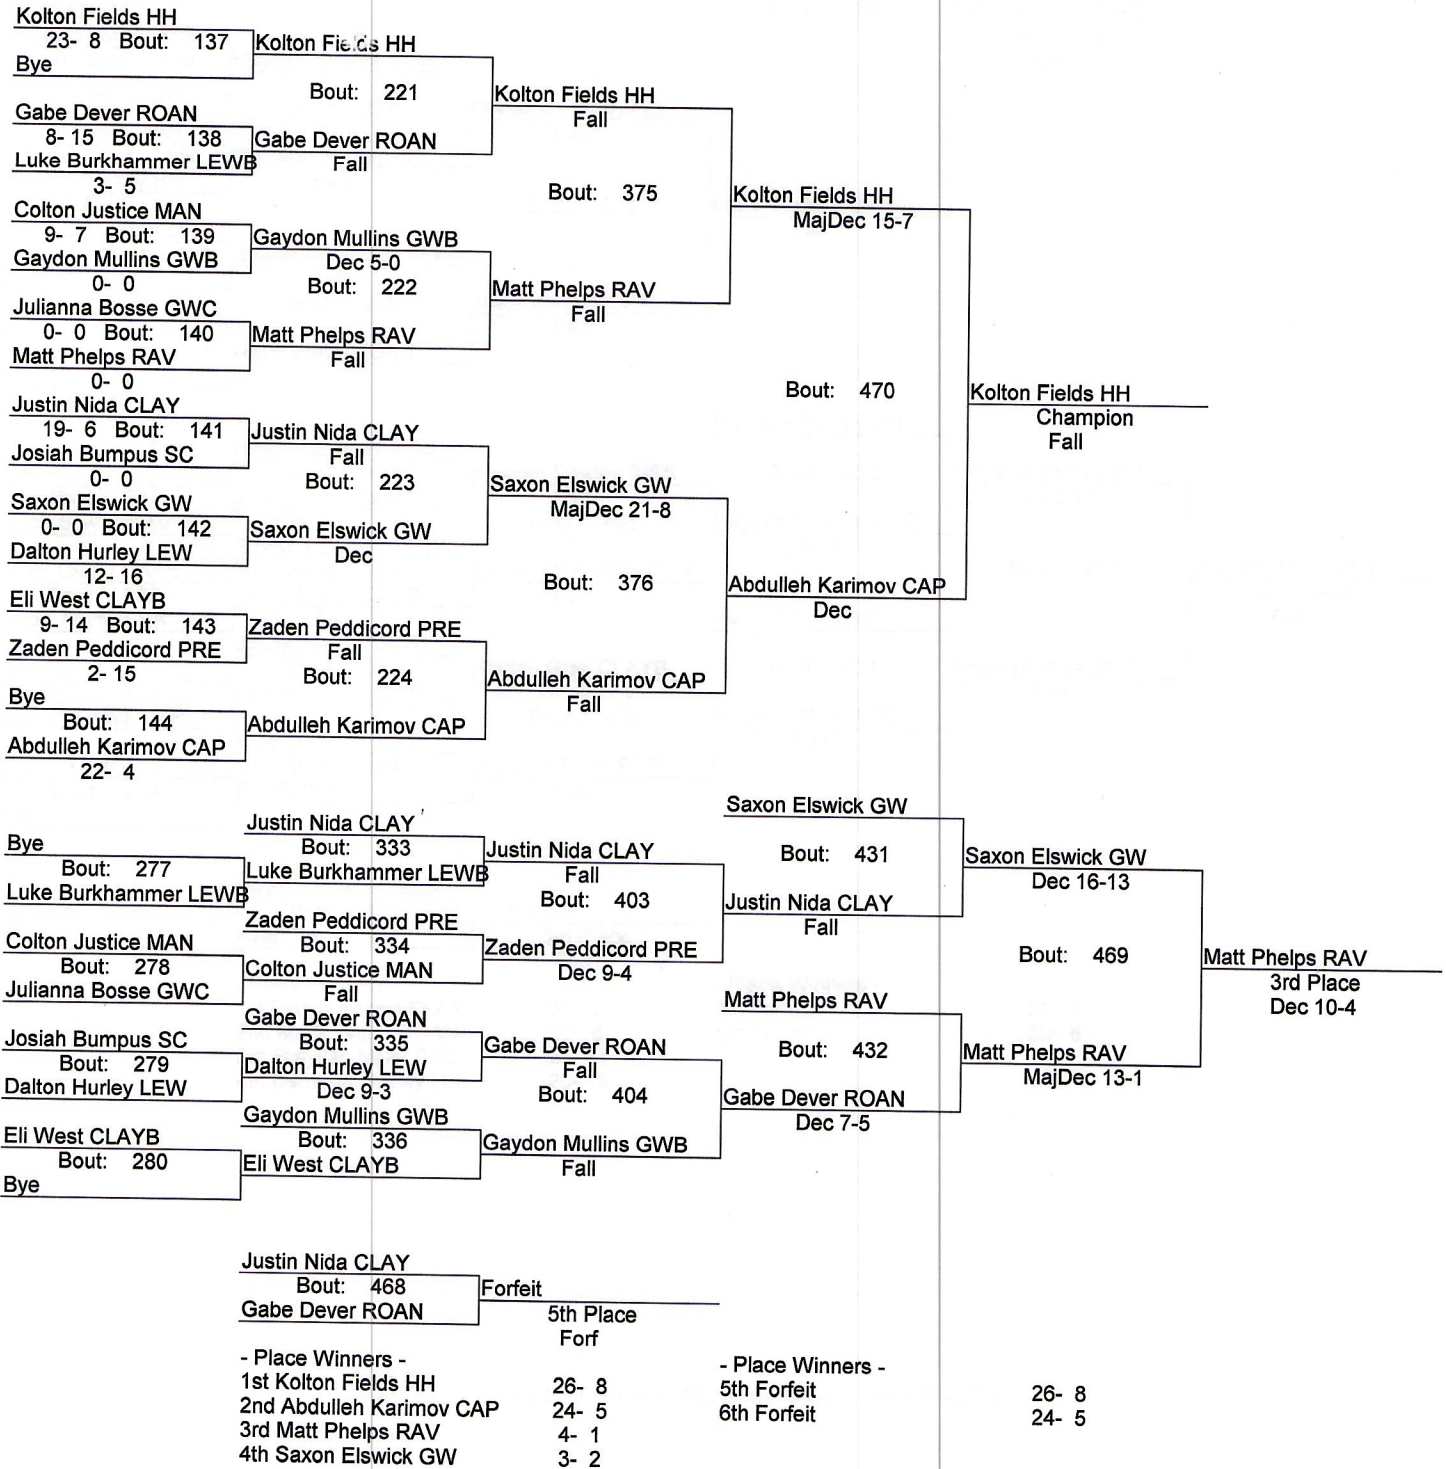 Kolton Fields HH
23- 8 Bout: 137
Bye
Kolton Fields HH
Bout: 221
Gabe Dever ROAN
8- 15 Bout: 138
Luke Burkhammer LEWB
3- 5
Gabe Dever ROAN
Fall
Kolton Fields HH
Fall
Bout: 375
Colton Justice MAN
9- 7 Bout: 139
Gaydon Mullins GWB
0- 0
Gaydon Mullins GWB
Dec 5-0
Bout: 222
Julianna Bosse GWC
0- 0 Bout: 140
Matt Phelps RAV
0- 0
Matt Phelps RAV
Fall
Matt Phelps RAV
Fall
Kolton Fields HH
MajDec 15-7
Bout: 470
Justin Nida CLAY
19- 6 Bout: 141
Josiah Bumpus SC
0- 0
Justin Nida CLAY
Fall
Bout: 223
Saxon Elswick GW
0- 0 Bout: 142
Dalton Hurley LEW
12- 16
Saxon Elswick GW
Dec
Saxon Elswick GW
MajDec 21-8
Bout: 376
Eli West CLAYB
9- 14 Bout: 143
Zaden Peddicord PRE
2- 15
Zaden Peddicord PRE
Fall
Bout: 224
Bye
Bout: 144
Abdulleh Karimov CAP
22- 4
Abdulleh Karimov CAP
Abdulleh Karimov CAP
Fall
Abdulleh Karimov CAP
Dec
Kolton Fields HH
Champion
Fall
Bye
Bout: 277
Luke Burkhammer LEWB
Justin Nida CLAY
Bout: 333
Luke Burkhammer LEWB
Justin Nida CLAY
Fall
Bout: 403
Colton Justice MAN
Bout: 278
Julianna Bosse GWC
Zaden Peddicord PRE
Bout: 334
Colton Justice MAN
Fall
Zaden Peddicord PRE
Dec 9-4
Saxon Elswick GW
Bout: 431
Justin Nida CLAY
Fall
Saxon Elswick GW
Dec 16-13
Bout: 469
Josiah Bumpus SC
Bout: 279
Dalton Hurley LEW
Gabe Dever ROAN
Bout: 335
Dalton Hurley LEW
Dec 9-3
Gabe Dever ROAN
Fall
Bout: 404
Eli West CLAYB
Bout: 280
Bye
Gaydon Mullins GWB
Bout: 336
Eli West CLAYB
Gaydon Mullins GWB
Fall
Matt Phelps RAV
Bout: 432
Gabe Dever ROAN
Dec 7-5
Matt Phelps RAV
MajDec 13-1
Matt Phelps RAV
3rd Place
Dec 10-4
Justin Nida CLAY
Bout: 468
Gabe Dever ROAN
Forfeit
5th Place
Forf
- Place Winners -
1st Kolton Fields HH 26- 8
2nd Abdulleh Karimov CAP 24- 5
3rd Matt Phelps RAV 4- 1
4th Saxon Elswick GW 3- 2
- Place Winners -
5th Forfeit 26- 8
6th Forfeit 24- 5